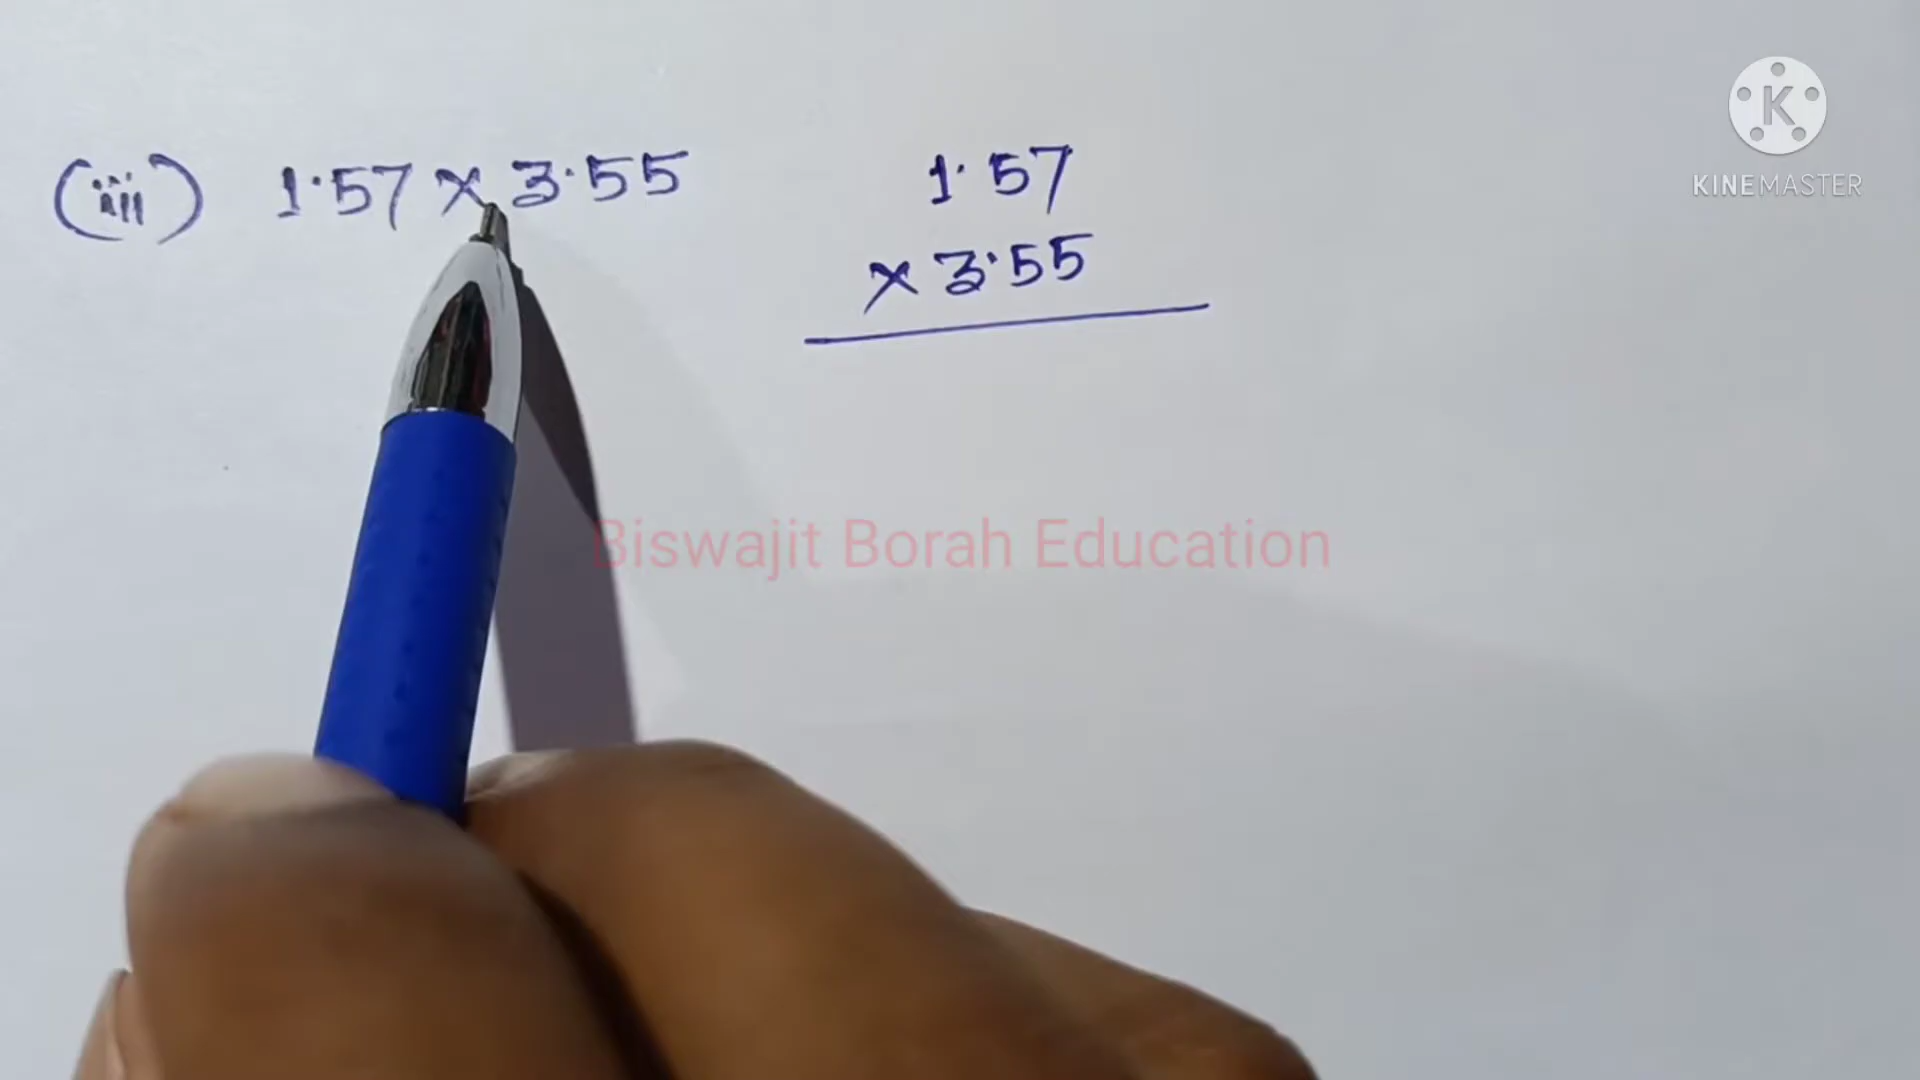 (iii) 1.57 × 3.55
1.57
× 3.55
K
KINEMASTER
Biswajit Borah Education